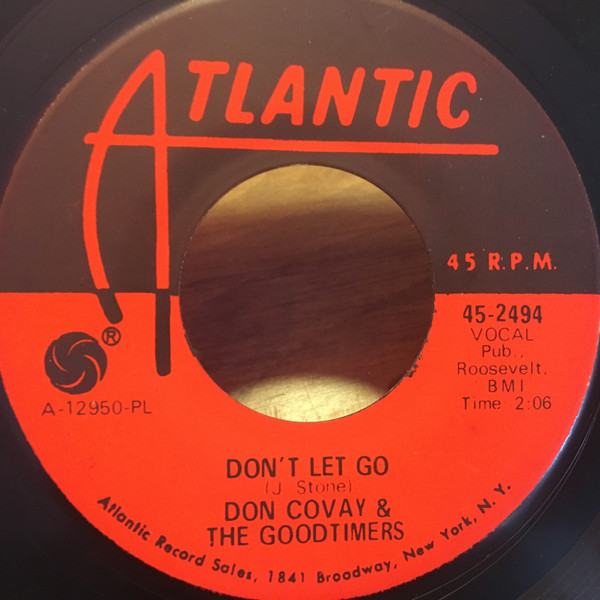 ATLANTIC
45 R.P.M.
®
A-12950-PL
45-2494
VOCAL
Pub.,
Roosevelt,
BMI
Time 2:06
DON'T LET GO
(J Stone)
DON COVAY &
THE GOODTIMERS
Atlantic Record Sales, 1841 Broadway, New York, N.Y.